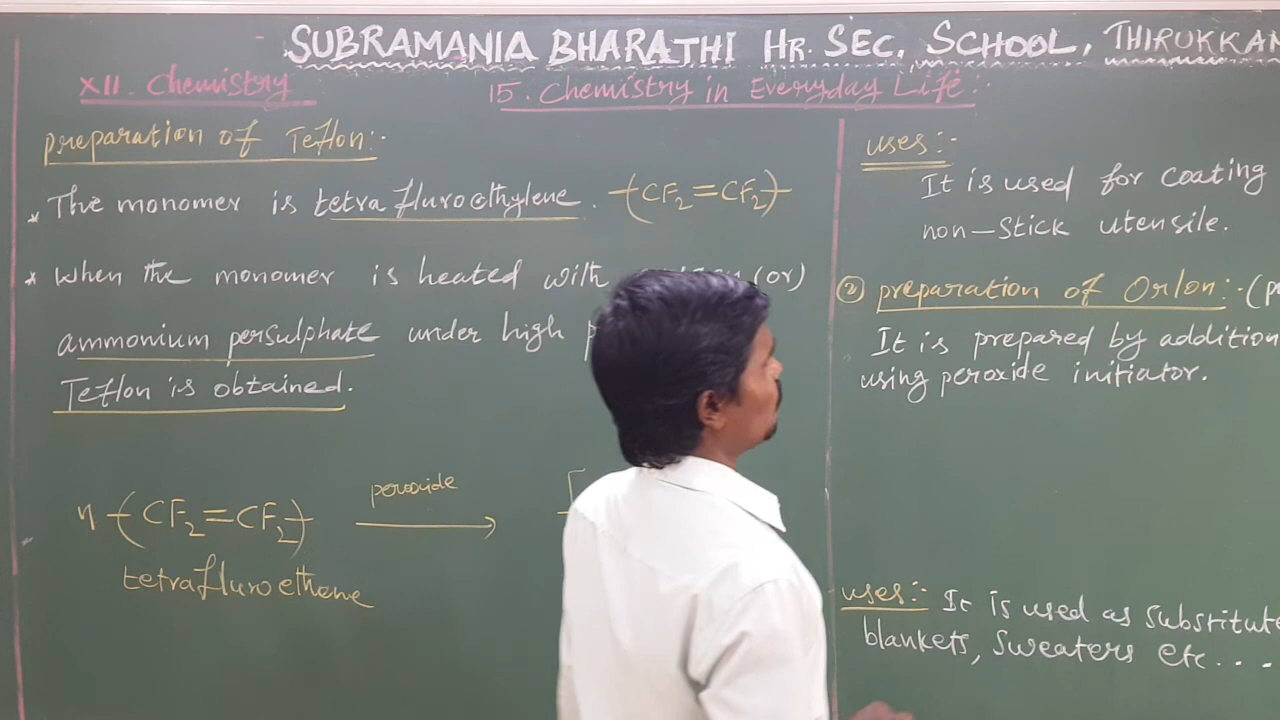 SUBRAMANIA BHARATHI HR. SEC. SCHOOL, THIRUKKAN
XII. Chemistry
15. Chemistry in Everyday Life:-
preparation of Teflon:-
* The monomer is tetra fluroethylene. -(CF2=CF2)-
* When the monomer is heated with (or)
ammonium persulphate under high
Teflon is obtained.
n -(CF2=CF2)- peroxide
tetrafluroethene
uses:-
It is used for coating
non-stick utensile.
② preparation of Orlon:- (p
It is prepared by addition
using peroxide initiator.
uses:- It is used as substitute
blankets, sweaters etc....